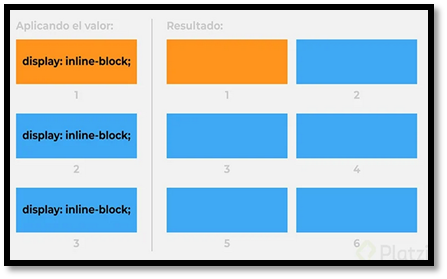 Aplicando el valor:
Resultado:
display: inline-block;
1
1
2
display: inline-block;
2
3
4
display: inline-block;
3
5
6
Platzi